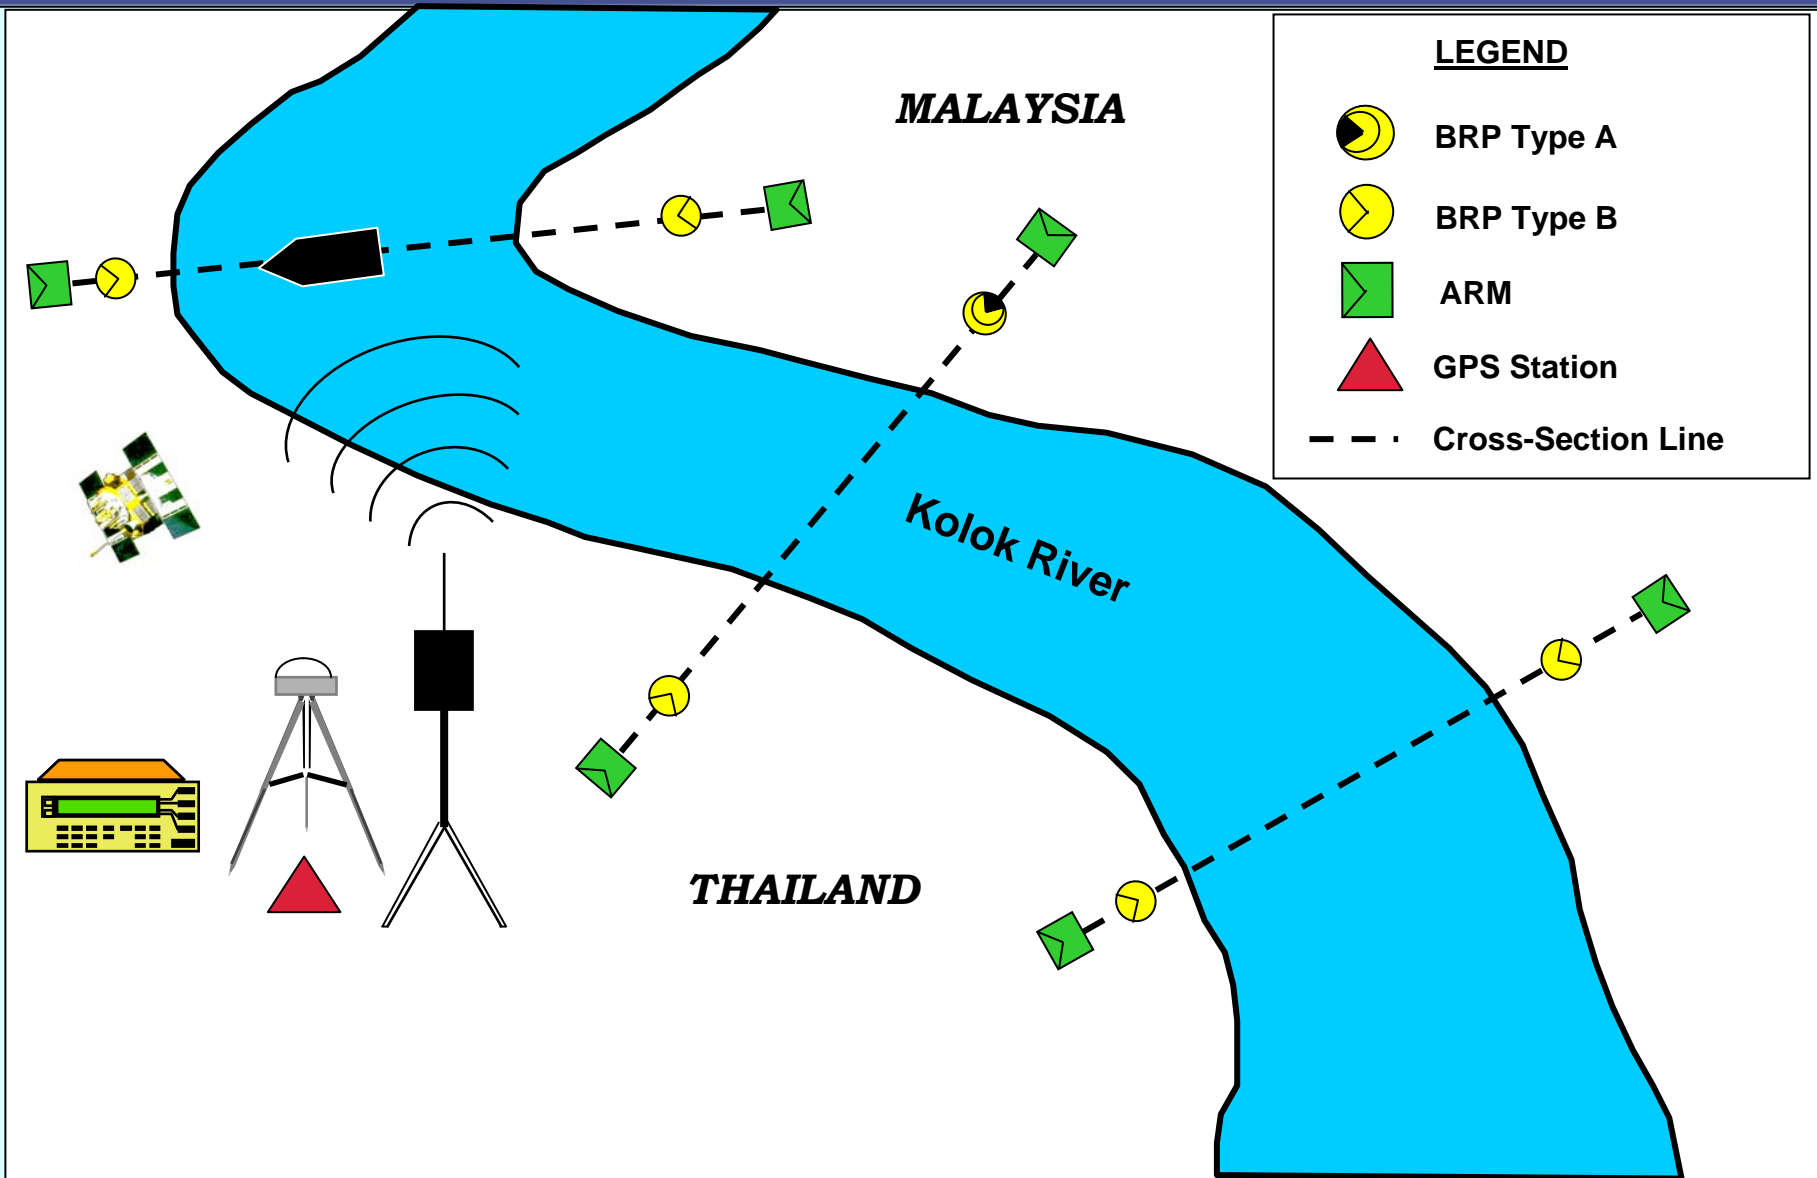 MALAYSIA
LEGEND
BRP Type A
BRP Type B
ARM
GPS Station
Cross-Section Line
Kolok River
THAILAND